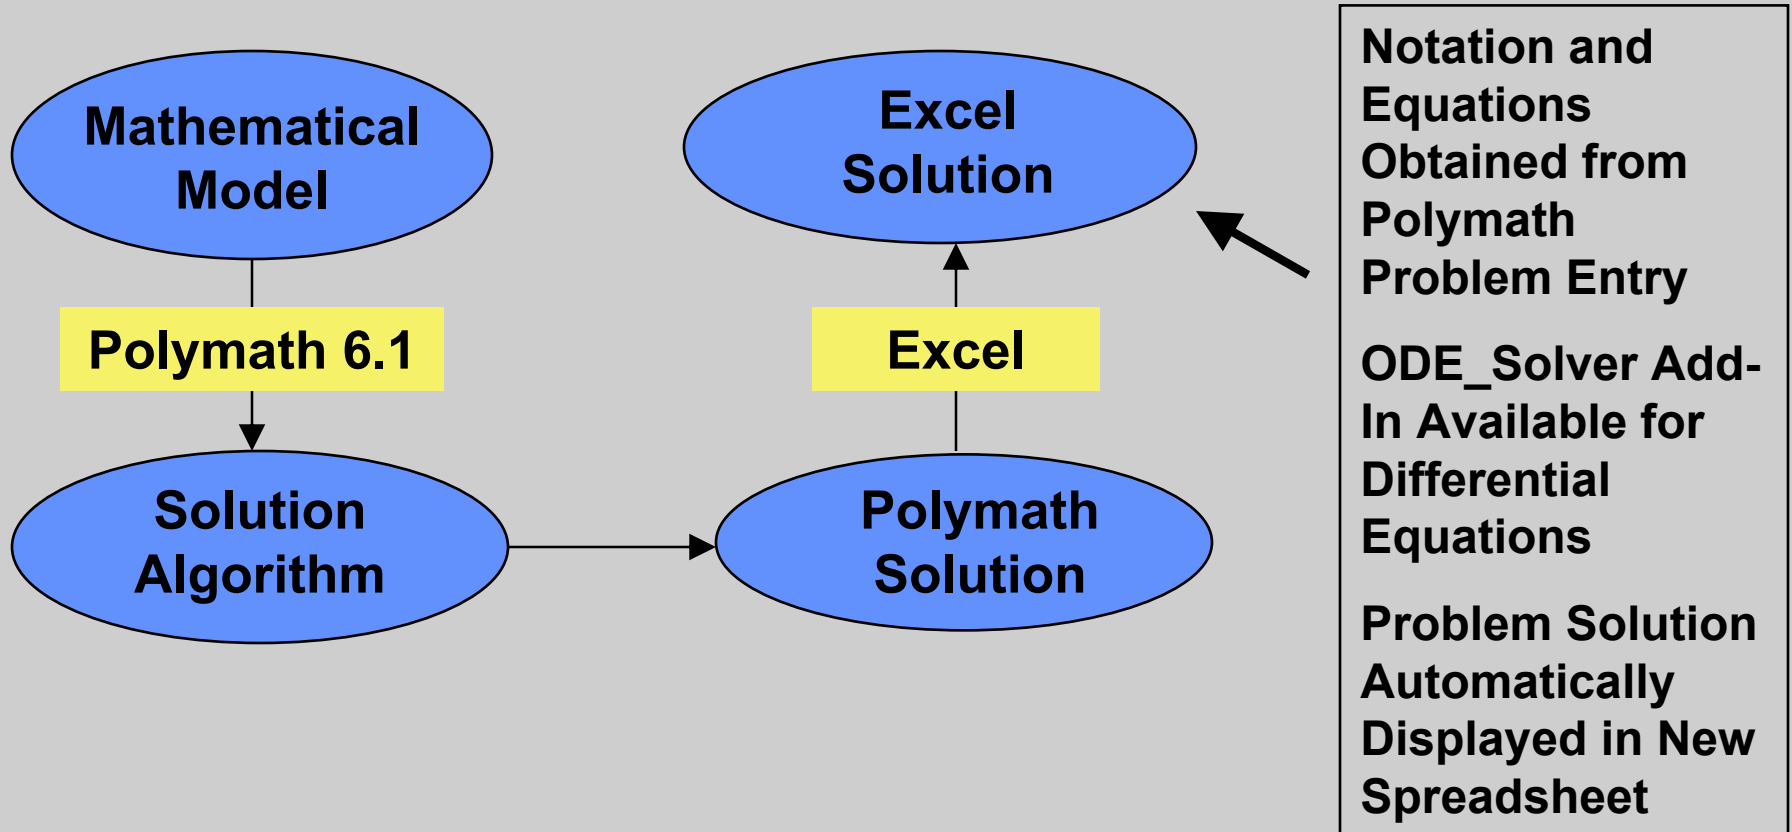 Mathematical
Model
Polymath 6.1
Solution
Algorithm
Polymath
Solution
Excel
Excel
Solution
Notation and
Equations
Obtained from
Polymath
Problem Entry
ODE_Solver Add-
In Available for
Differential
Equations
Problem Solution
Automatically
Displayed in New
Spreadsheet